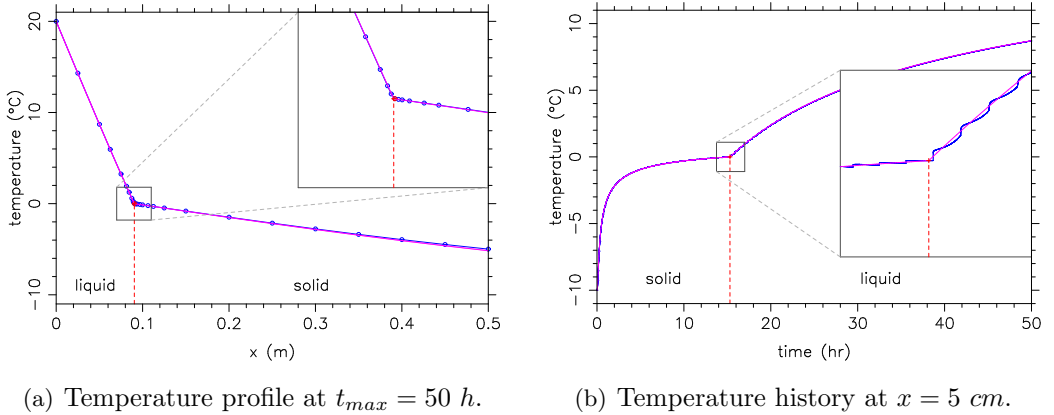 20
10
0
−10
temperature (°C)
liquid
solid
0
0.1
0.2
0.3
0.4
0.5
x (m)
10
5
0
−5
−10
temperature (°C)
solid
liquid
0
10
20
30
40
50
time (hr)
(a) Temperature profile at tmax = 50 h.
(b) Temperature history at x = 5 cm.